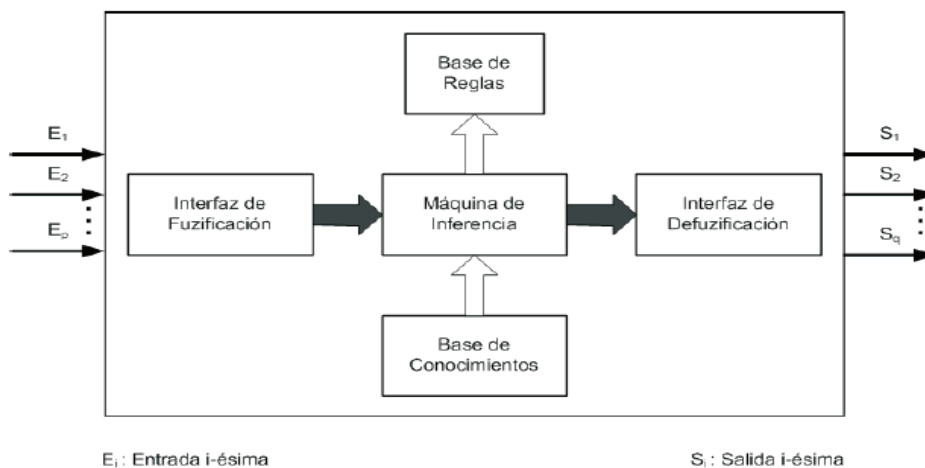 Base de
Reglas
E₁
E₂
Eₚ
Interfaz de
Fuzificación
Máquina de
Inferencia
Interfaz de
Defuzificación
S₁
S₂
S_q
Base de
Conocimientos
Eᵢ : Entrada i-ésima
Sᵢ : Salida i-ésima